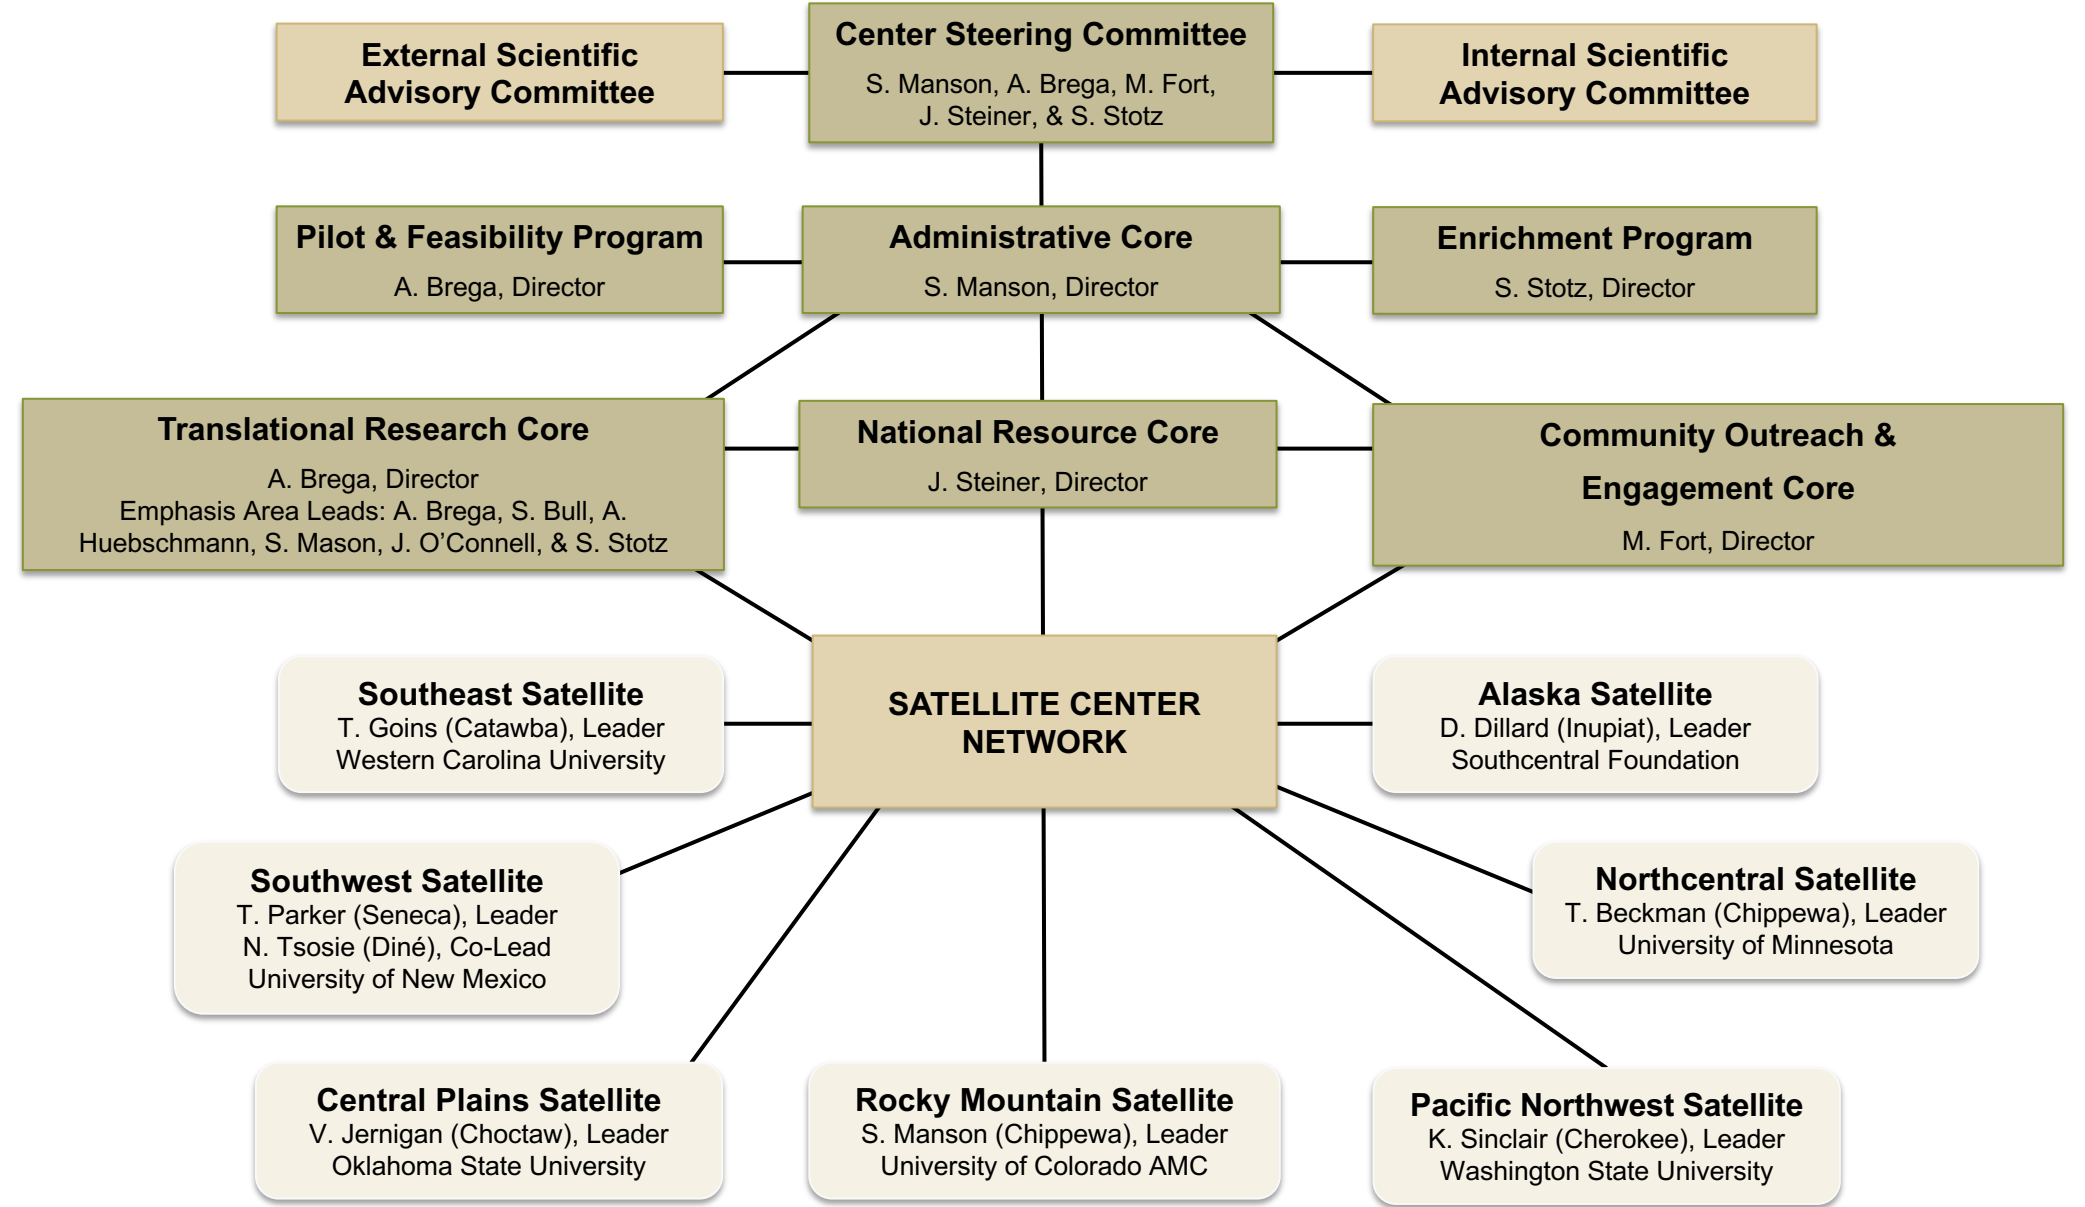 External Scientific
Advisory Committee
Center Steering Committee
S. Manson, A. Brega, M. Fort,
J. Steiner, & S. Stotz
Internal Scientific
Advisory Committee
Pilot & Feasibility Program
A. Brega, Director
Administrative Core
S. Manson, Director
Enrichment Program
S. Stotz, Director
Translational Research Core
A. Brega, Director
Emphasis Area Leads: A. Brega, S. Bull, A.
Huebschmann, S. Mason, J. O’Connell, & S. Stotz
National Resource Core
J. Steiner, Director
Community Outreach &
Engagement Core
M. Fort, Director
SATELLITE CENTER
NETWORK
Southeast Satellite
T. Goins (Catawba), Leader
Western Carolina University
Alaska Satellite
D. Dillard (Inupiat), Leader
Southcentral Foundation
Southwest Satellite
T. Parker (Seneca), Leader
N. Tsosie (Diné), Co-Lead
University of New Mexico
Northcentral Satellite
T. Beckman (Chippewa), Leader
University of Minnesota
Central Plains Satellite
V. Jernigan (Choctaw), Leader
Oklahoma State University
Rocky Mountain Satellite
S. Manson (Chippewa), Leader
University of Colorado AMC
Pacific Northwest Satellite
K. Sinclair (Cherokee), Leader
Washington State University